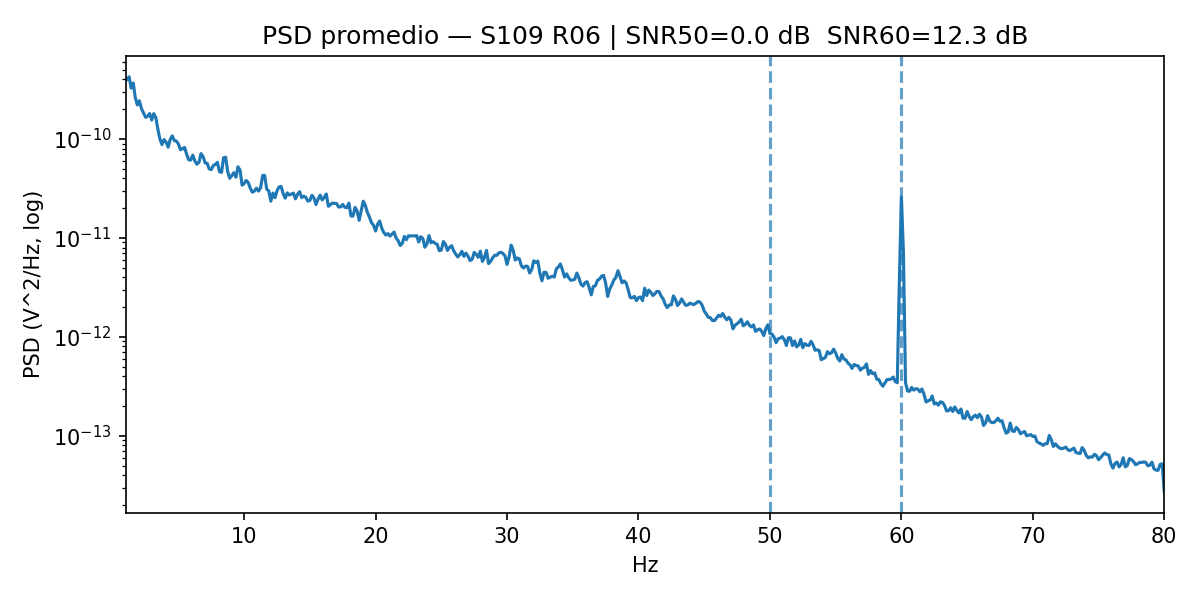 PSD promedio — S109 R06 | SNR50=0.0 dB  SNR60=12.3 dB
PSD (V^2/Hz, log)
10⁻¹⁰
10⁻¹¹
10⁻¹²
10⁻¹³
10 20 30 40 50 60 70 80
Hz